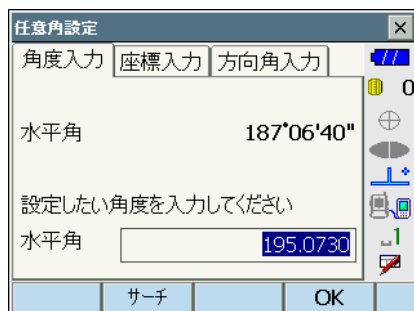 任意角設定
角度入力 座標入力 方向角入力
0
水平角 187°06'40"
設定したい角度を入力してください
水平角 195.0730
1
サーチ OK